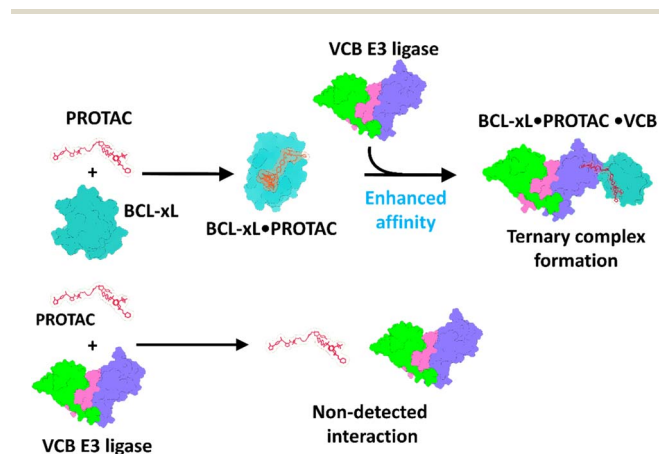 VCB E3 ligase
PROTAC
+
BCL-xL
BCL-xL•PROTAC
Enhanced
affinity
BCL-xL•PROTAC •VCB
Ternary complex
formation
PROTAC
+
VCB E3 ligase
Non-detected
interaction